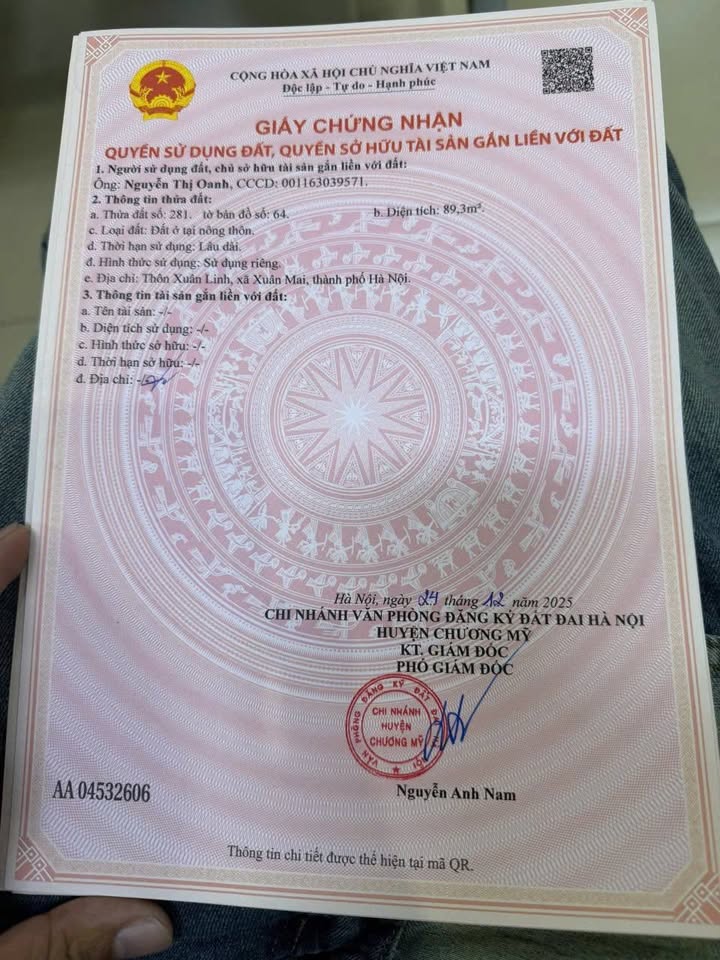 CỘNG HÒA XÃ HỘI CHỦ NGHĨA VIỆT NAM
Độc lập - Tự do - Hạnh phúc
GIẤY CHỨNG NHẬN
QUYỀN SỬ DỤNG ĐẤT, QUYỀN SỞ HỮU TÀI SẢN GẮN LIỀN VỚI ĐẤT
1. Người sử dụng đất, chủ sở hữu tài sản gắn liền với đất:
Ông: Nguyễn Thị Oanh, CCCD: 001163039571.
2. Thông tin thửa đất:
a. Thửa đất số: 281. tờ bản đồ số: 64. b. Diện tích: 89,3m².
c. Loại đất: Đất ở tại nông thôn.
d. Thời hạn sử dụng: Lâu dài.
đ. Hình thức sử dụng: Sử dụng riêng.
e. Địa chỉ: Thôn Xuân Linh, xã Xuân Mai, thành phố Hà Nội.
3. Thông tin tài sản gắn liền với đất:
a. Tên tài sản: -/-
b. Diện tích sử dụng: -/-
c. Hình thức sở hữu: -/-
d. Thời hạn sở hữu: -/-
đ. Địa chỉ: -
Hà Nội, ngày 24 tháng 12 năm 2025
CHI NHÁNH VĂN PHÒNG ĐĂNG KÝ ĐẤT ĐAI HÀ NỘI
HUYỆN CHƯƠNG MỸ
KT. GIÁM ĐỐC
PHÓ GIÁM ĐỐC
VĂN PHÒNG ĐĂNG KÝ ĐẤT ĐAI HÀ NỘI
CHI NHÁNH
HUYỆN
CHƯƠNG MỸ
AA 04532606
Nguyễn Anh Nam
Thông tin chi tiết được thể hiện tại mã QR.